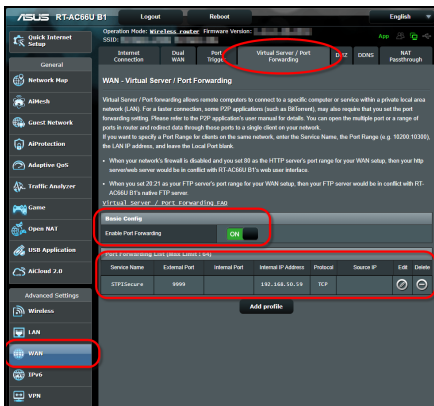 ASUS RT-AC66U B1 Logout Reboot English
Quick Internet Setup
Operation Mode: Wireless router Firmware Version:
SSID:
App
Internet Connection
Dual WAN
Port Trigger
Virtual Server / Port Forwarding
DMZ
DDNS
NAT Passthrough
General
Network Map
AiMesh
Guest Network
AiProtection
Adaptive QoS
Traffic Analyzer
Game
Open NAT
USB Application
AiCloud 2.0
Advanced Settings
Wireless
LAN
WAN
IPv6
VPN
WAN - Virtual Server / Port Forwarding
Virtual Server / Port forwarding allows remote computers to connect to a specific computer or service within a private local area
network (LAN). For a faster connection, some P2P applications (such as BitTorrent), may also require that you set the port
forwarding setting. Please refer to the P2P application's user manual for details. You can open the multiple port or a range of
ports in router and redirect data through those ports to a single client on your network.
If you want to specify a Port Range for clients on the same network, enter the Service Name, the Port Range (e.g. 10200:10300),
the LAN IP address, and leave the Local Port blank.
• When your network's firewall is disabled and you set 80 as the HTTP server's port range for your WAN setup, then your http
server/web server would be in conflict with RT-AC66U B1's web user interface.
• When you set 20:21 as your FTP server's port range for your WAN setup, then your FTP server would be in conflict with RT-
AC66U B1's native FTP server.
Virtual Server / Port Forwarding FAQ
Basic Config
Enable Port Forwarding ON
Port Forwarding List (Max Limit : 64)
Service Name External Port Internal Port Internal IP Address Protocol Source IP Edit Delete
STPISecure 9999 192.168.50.59 TCP
Add profile